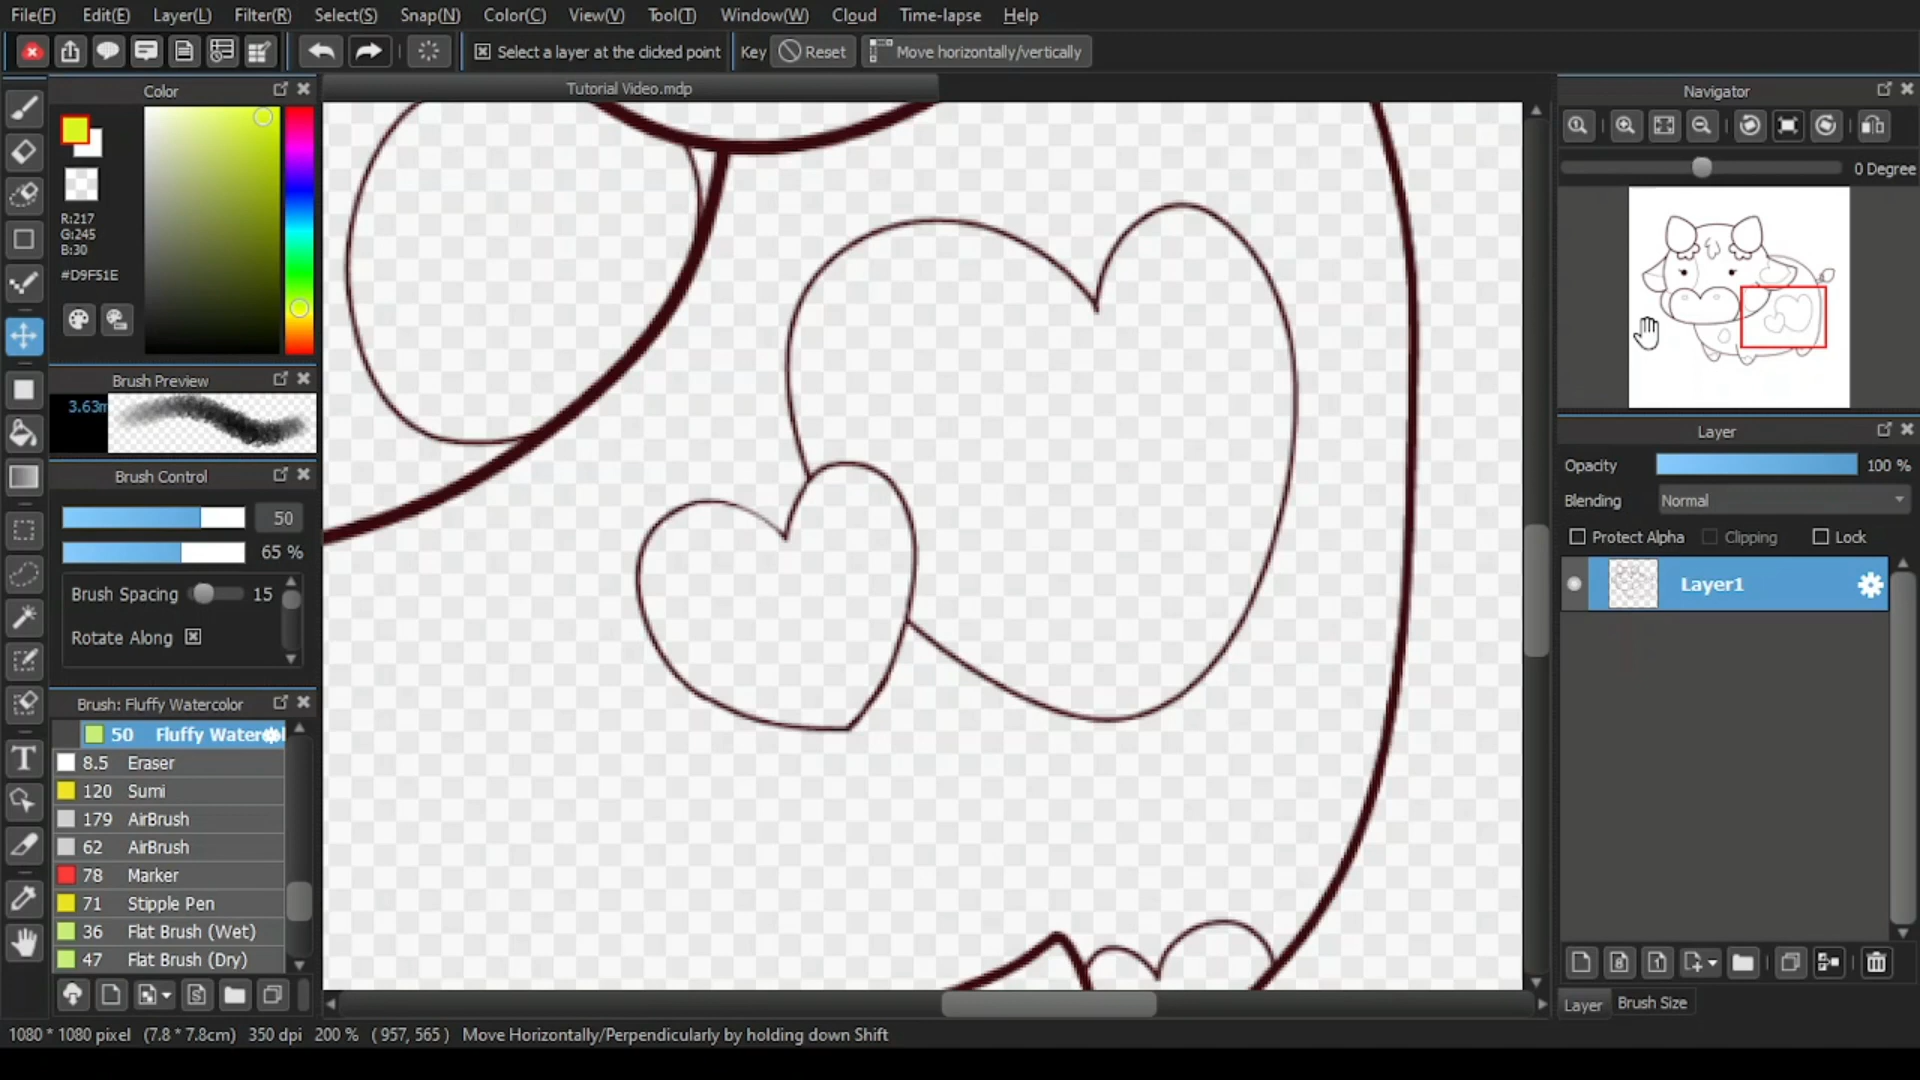 File(F) Edit(E) Layer(L) Filter(R) Select(S) Snap(N) Color(C) View(V) Tool(T) Window(W) Cloud Time-lapse Help
Select a layer at the clicked point Key Reset Move horizontally/vertically
Color
R:217
G:245
B:30
#D9F51E
Brush Preview
3.63m
Brush Control
50
65 %
Brush Spacing 15
Rotate Along
Brush: Fluffy Watercolor
50 Fluffy Watercol
8.5 Eraser
120 Sumi
179 AirBrush
62 AirBrush
78 Marker
71 Stipple Pen
36 Flat Brush (Wet)
47 Flat Brush (Dry)
Tutorial Video.mdp
Navigator
0 Degree
Layer
Opacity 100 %
Blending Normal
Protect Alpha Clipping Lock
Layer1
Layer Brush Size
1080 * 1080 pixel (7.8 * 7.8cm) 350 dpi 200 % ( 957, 565 ) Move Horizontally/Perpendicularly by holding down Shift